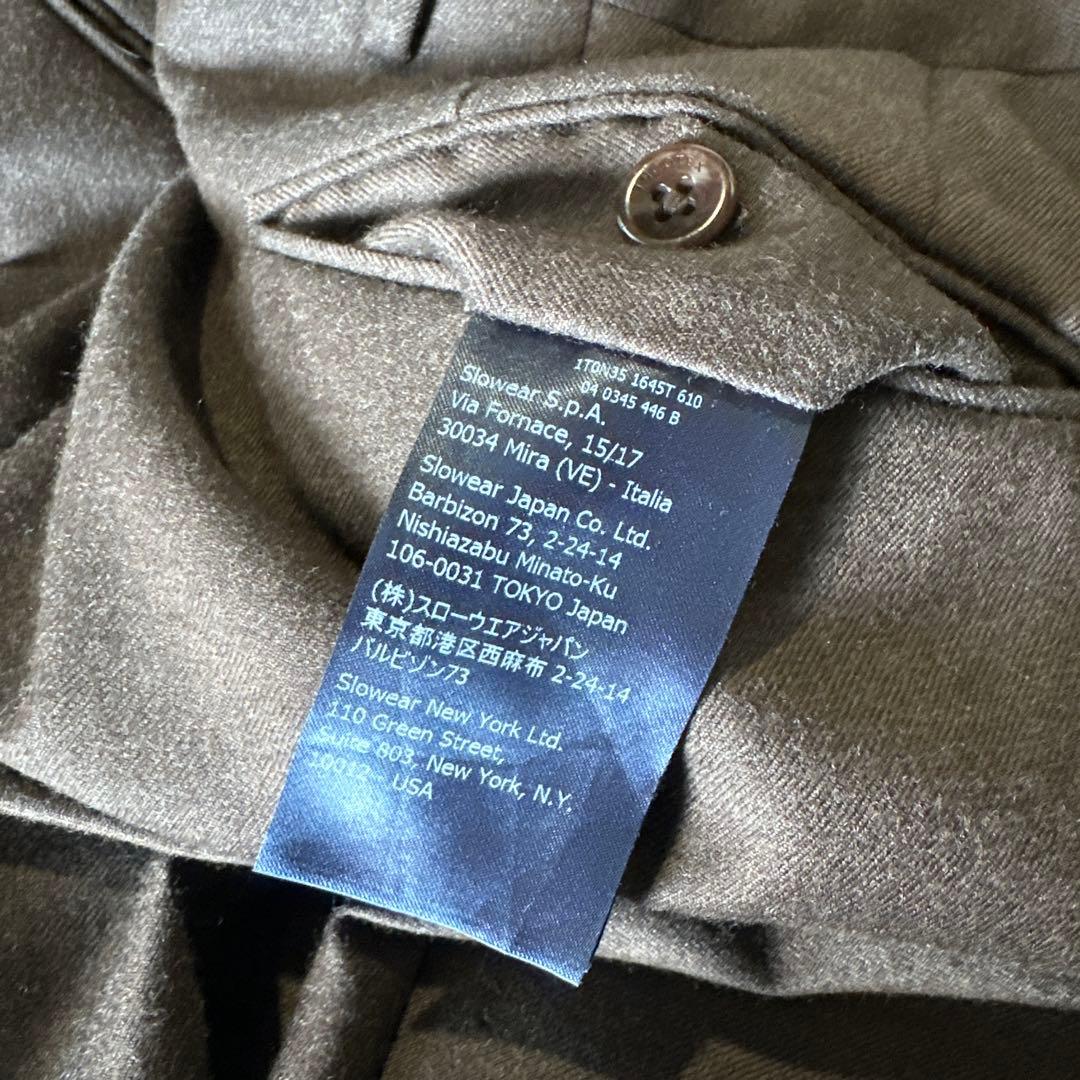 1T0N35 1645T 610
04 0345 446 B
Slowear S.p.A.
Via Fornace, 15/17
30034 Mira (VE) - Italia
Slowear Japan Co. Ltd.
Barbizon 73, 2-24-14
Nishiazabu Minato-Ku
106-0031 TOKYO Japan
(株)スローウエアジャパン
東京都港区西麻布 2-24-14
バルビゾン73
Slowear New York Ltd.
110 Green Street,
Suite 803, New York, N.Y.
10012 - USA